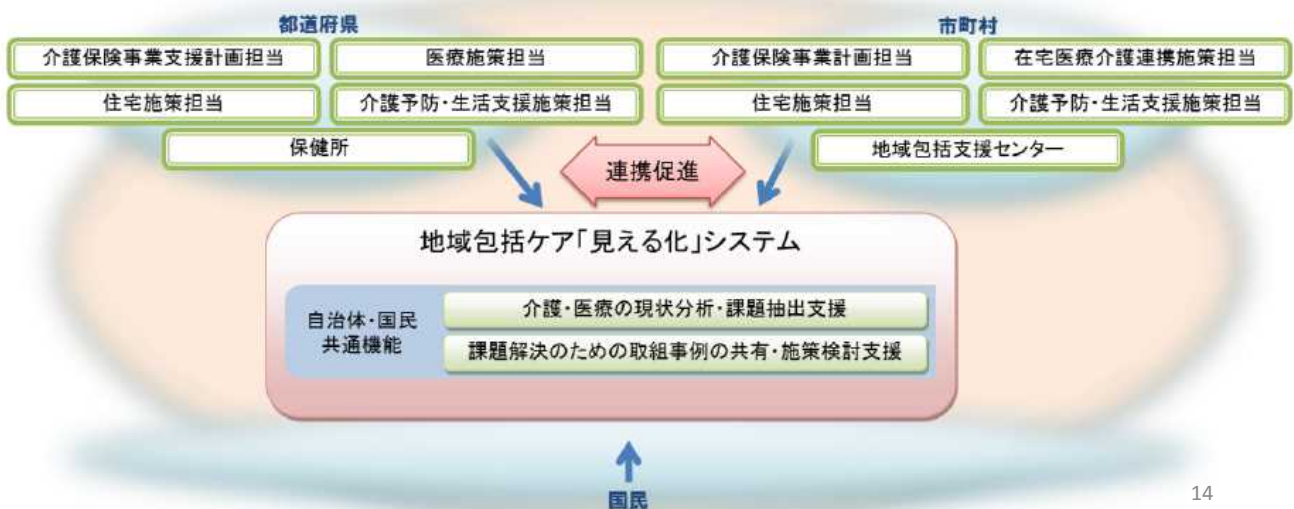 都道府県
市町村
介護保険事業支援計画担当
医療施策担当
介護保険事業計画担当
在宅医療介護連携施策担当
住宅施策担当
介護予防・生活支援施策担当
住宅施策担当
介護予防・生活支援施策担当
保健所
連携促進
地域包括支援センター
地域包括ケア「見える化」システム
自治体・国民
共通機能
介護・医療の現状分析・課題抽出支援
課題解決のための取組事例の共有・施策検討支援
国民
14